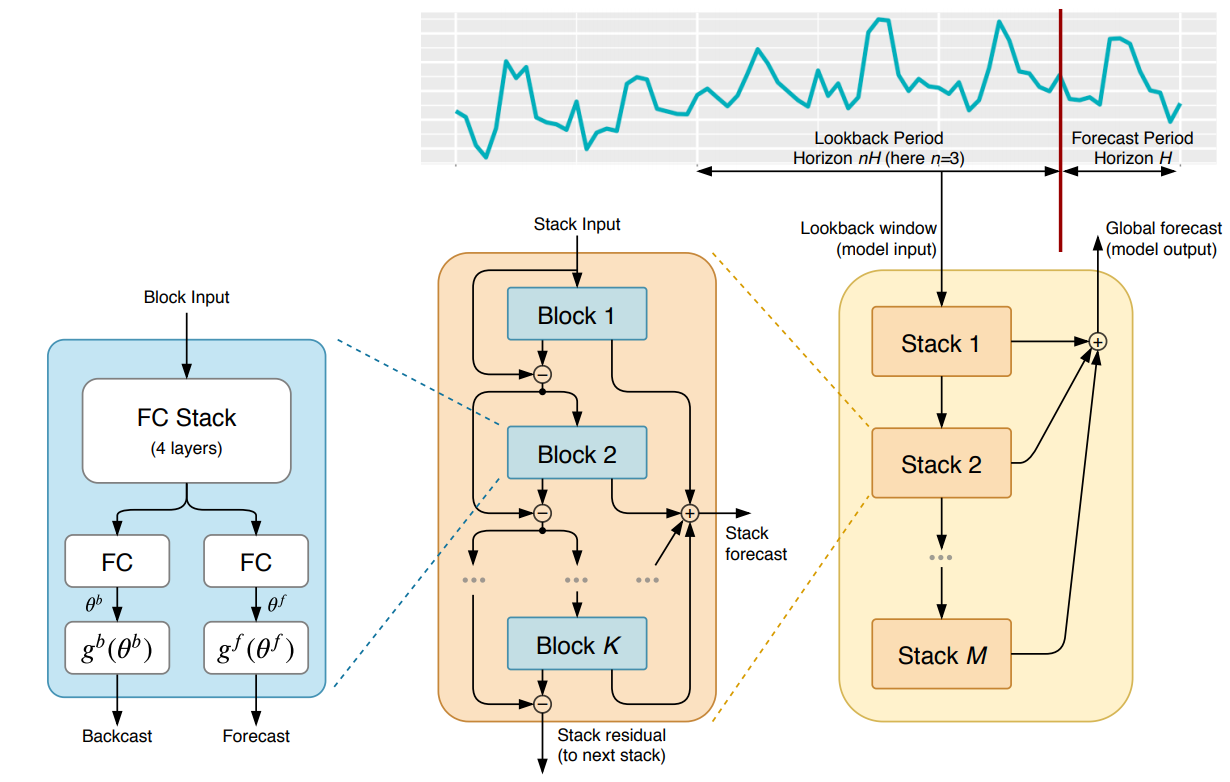 Lookback Period
Horizon nH (here n=3)
Forecast Period
Horizon H
Block Input
FC Stack
(4 layers)
FC
FC
θᵇ
θᶠ
gᵇ(θᵇ)
gᶠ(θᶠ)
Backcast
Forecast
Stack Input
Block 1
−
Block 2
−
+
Stack
forecast
•••
•••
•••
Block K
−
Stack residual
(to next stack)
Lookback window
(model input)
Global forecast
(model output)
Stack 1
+
Stack 2
•••
Stack M